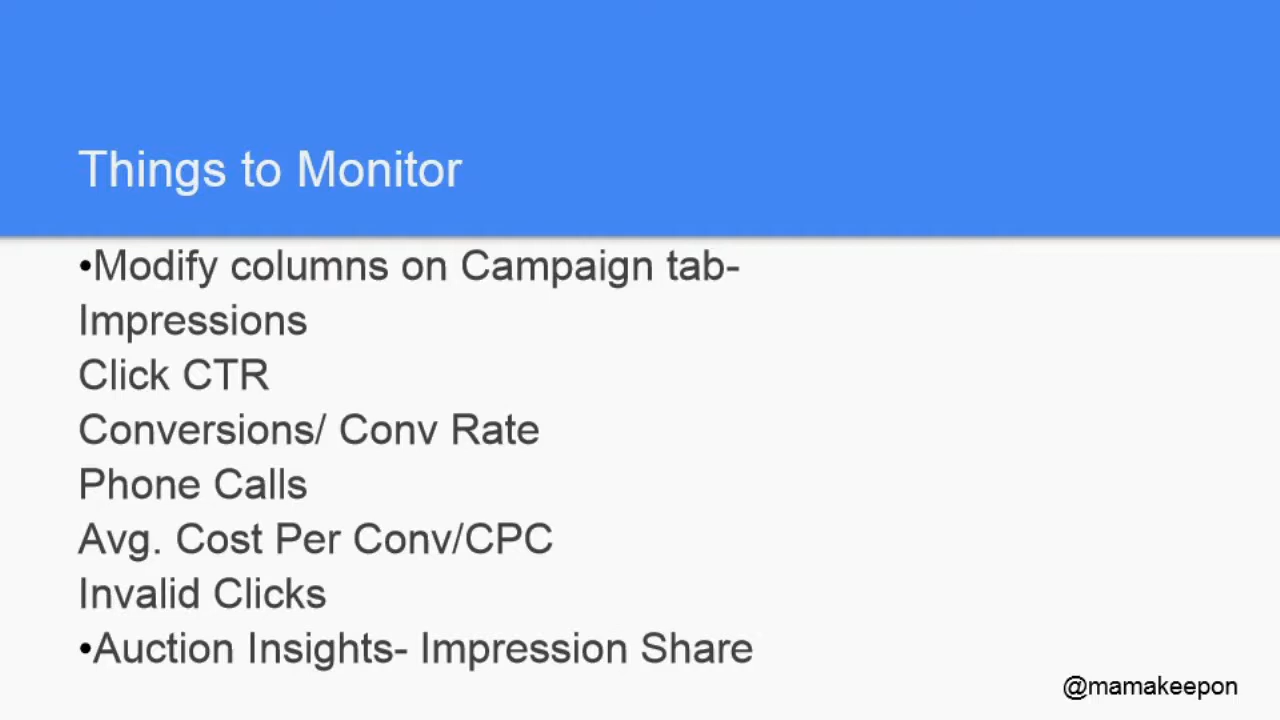 Things to Monitor
•Modify columns on Campaign tab-
Impressions
Click CTR
Conversions/ Conv Rate
Phone Calls
Avg. Cost Per Conv/CPC
Invalid Clicks
•Auction Insights- Impression Share
@mamakeepon